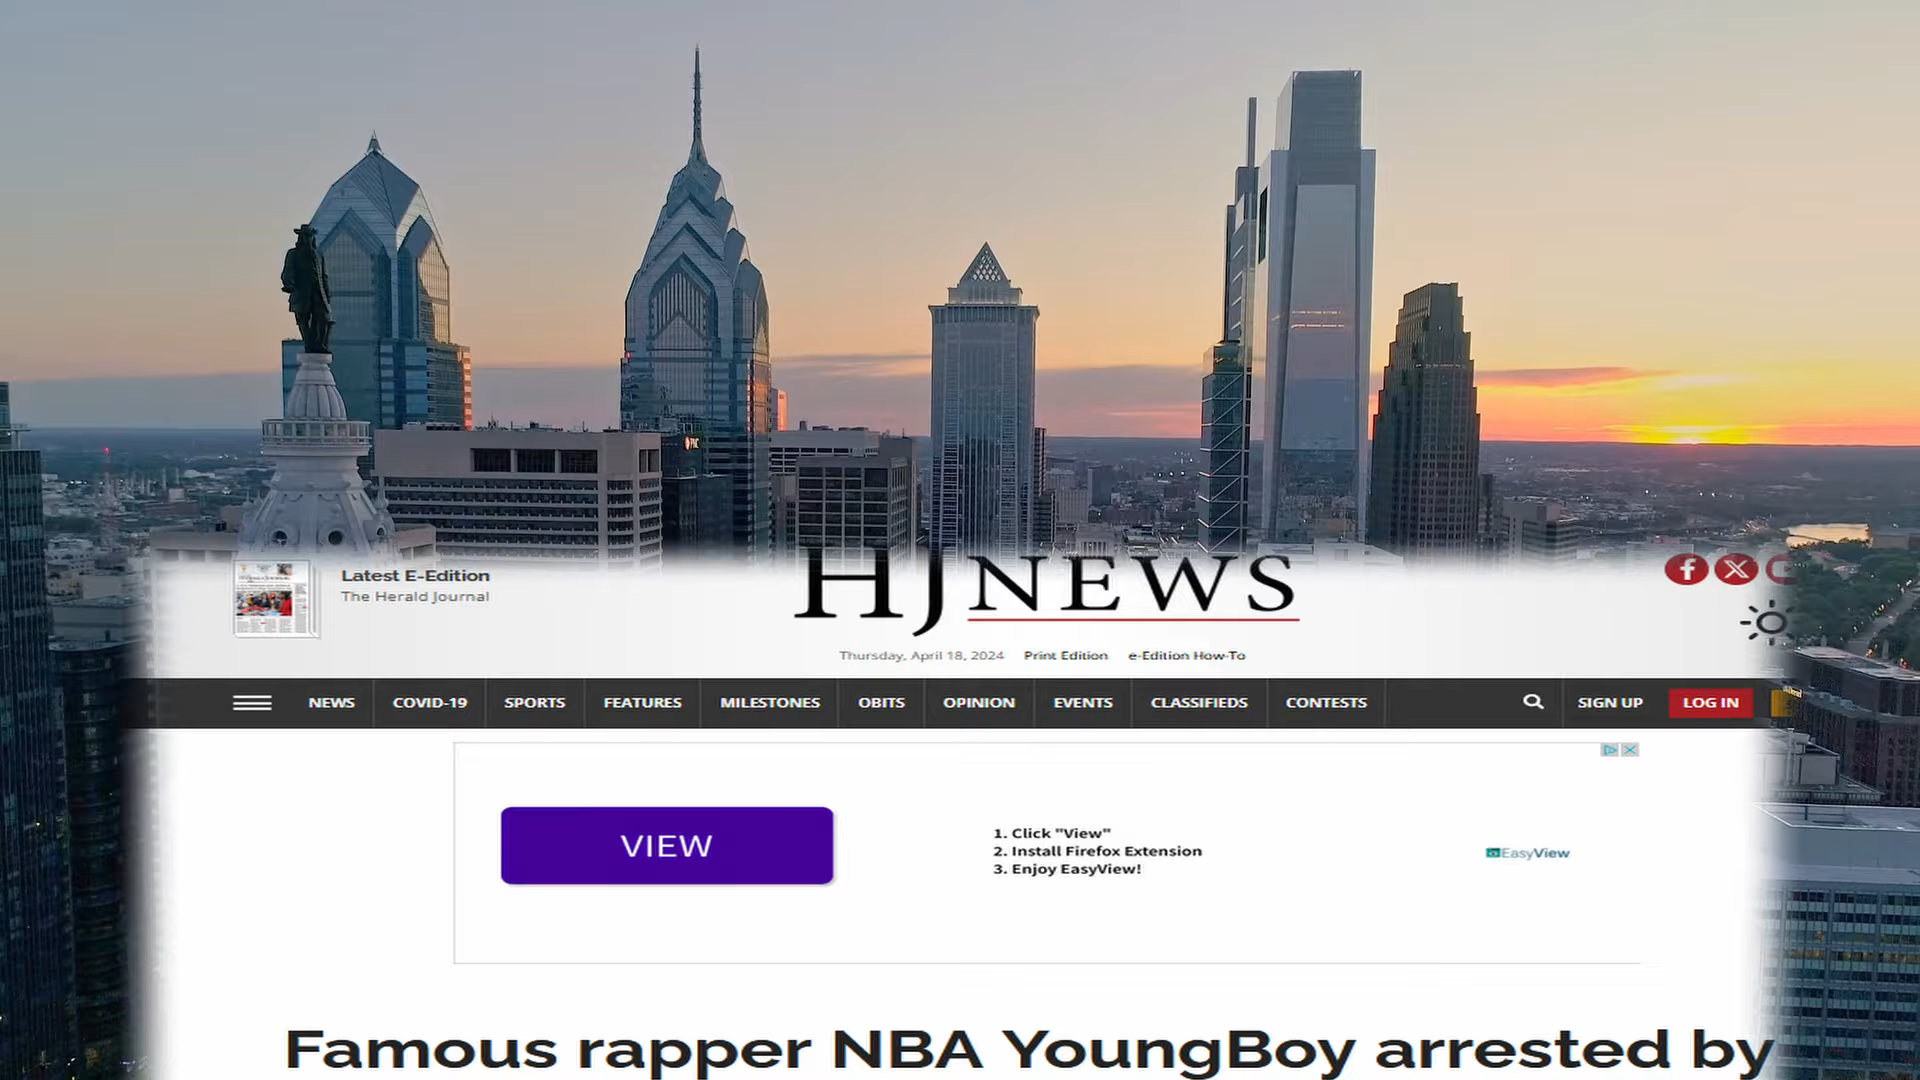 PNC
Latest E-Edition
The Herald Journal
HJNEWS
Thursday, April 18, 2024 Print Edition e-Edition How-To
NEWS COVID-19 SPORTS FEATURES MILESTONES OBITS OPINION EVENTS CLASSIFIEDS CONTESTS SIGN UP LOG IN
VIEW
1. Click "View"
2. Install Firefox Extension
3. Enjoy EasyView!
EasyView
Famous rapper NBA YoungBoy arrested by